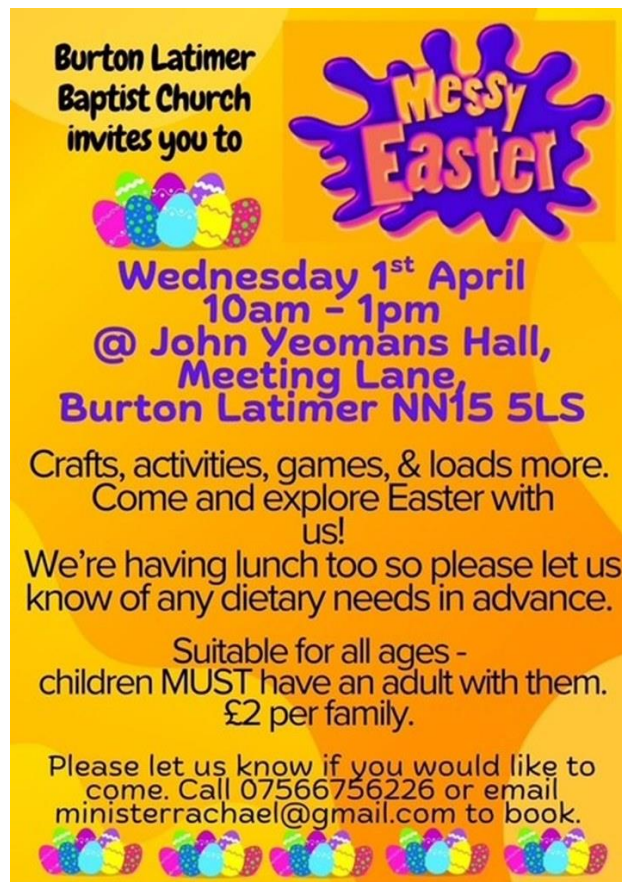 Burton Latimer
Baptist Church
invites you to
Messy
Easter
Wednesday 1st April
10am - 1pm
@ John Yeomans Hall,
Meeting Lane,
Burton Latimer NN15 5LS
Crafts, activities, games, & loads more.
Come and explore Easter with
us!
We're having lunch too so please let us
know of any dietary needs in advance.
Suitable for all ages -
children MUST have an adult with them.
£2 per family.
Please let us know if you would like to
come. Call 07566756226 or email
ministerrachael@gmail.com to book.